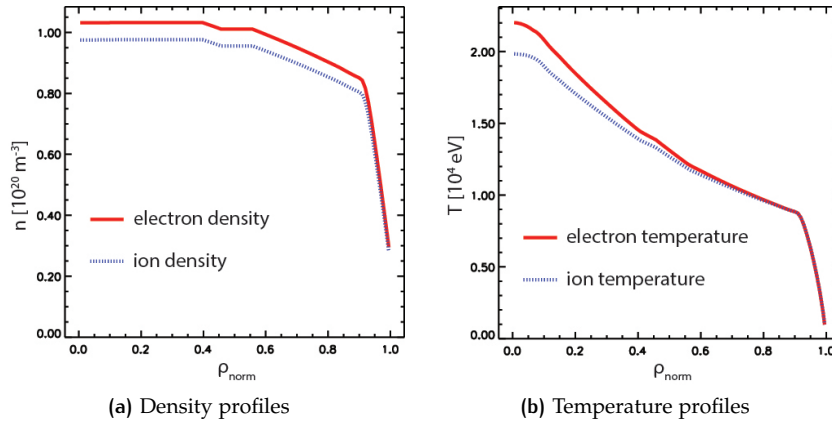 n [10²⁰ m⁻³]
1.00
0.80
0.60
0.40
0.20
0.00
electron density
ion density
0.0 0.2 0.4 0.6 0.8 1.0
ρnorm
(a) Density profiles
T [10⁴ eV]
2.00
1.50
1.00
0.50
0.00
electron temperature
ion temperature
0.0 0.2 0.4 0.6 0.8 1.0
ρnorm
(b) Temperature profiles